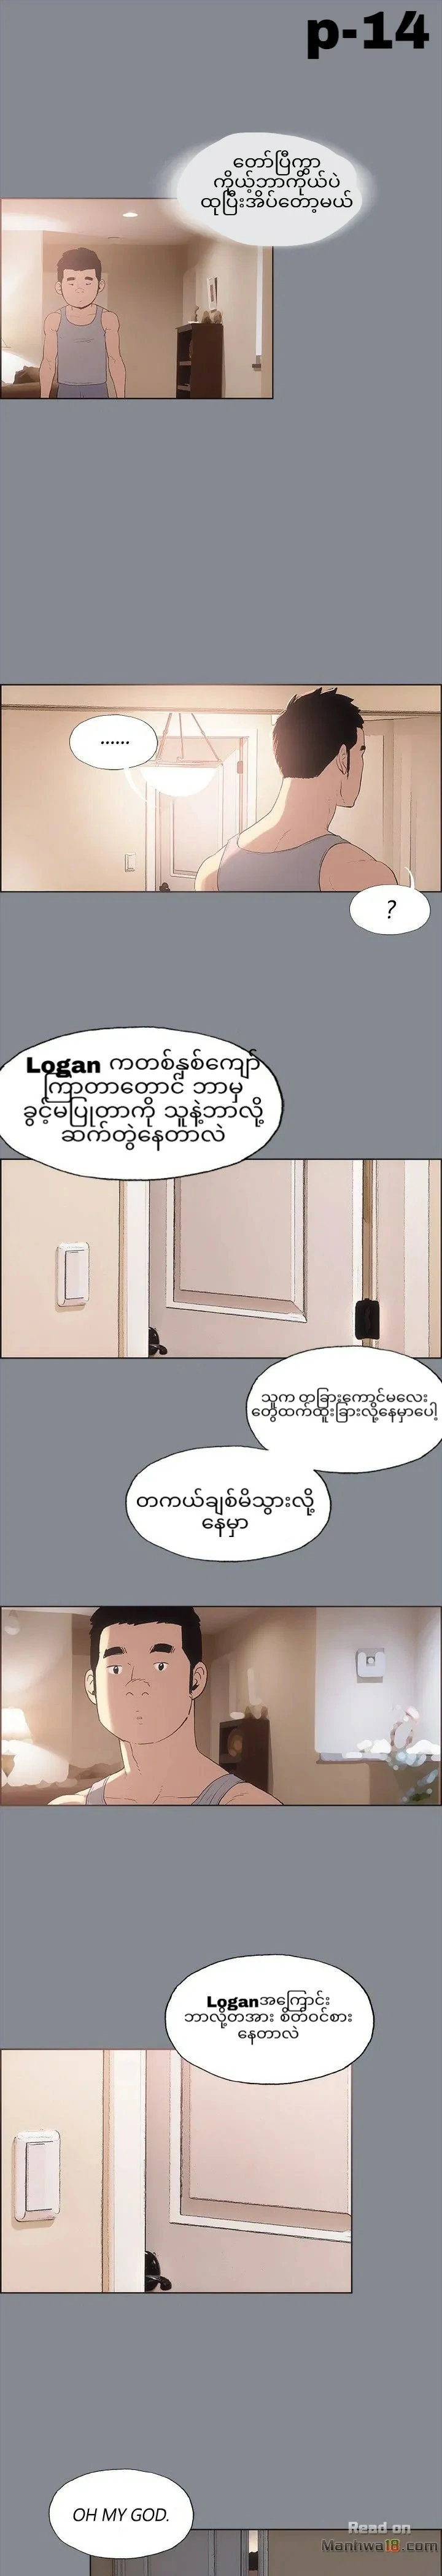 p-14
တော်ပြီကွာ
ကိုယ့်ဘာကိုယ်ပဲ
ထုပြီးအိပ်တော့မယ်
......
?
Logan ကတစ်နှစ်ကျော်
ကြာတာတောင် ဘာမှ
ခွင့်မပြုတာကို သူနဲ့ဘာလို့
ဆက်တွဲနေတာလဲ
သူက တခြားကောင်မလေး
တွေထက်ထူးခြားလို့နေမှာပေါ့
တကယ်ချစ်မိသွားလို့
နေမှာ
Loganအကြောင်း
ဘာလို့တအား စိတ်ဝင်စား
နေတာလဲ
OH MY GOD.
Read on
Manhwa18.com